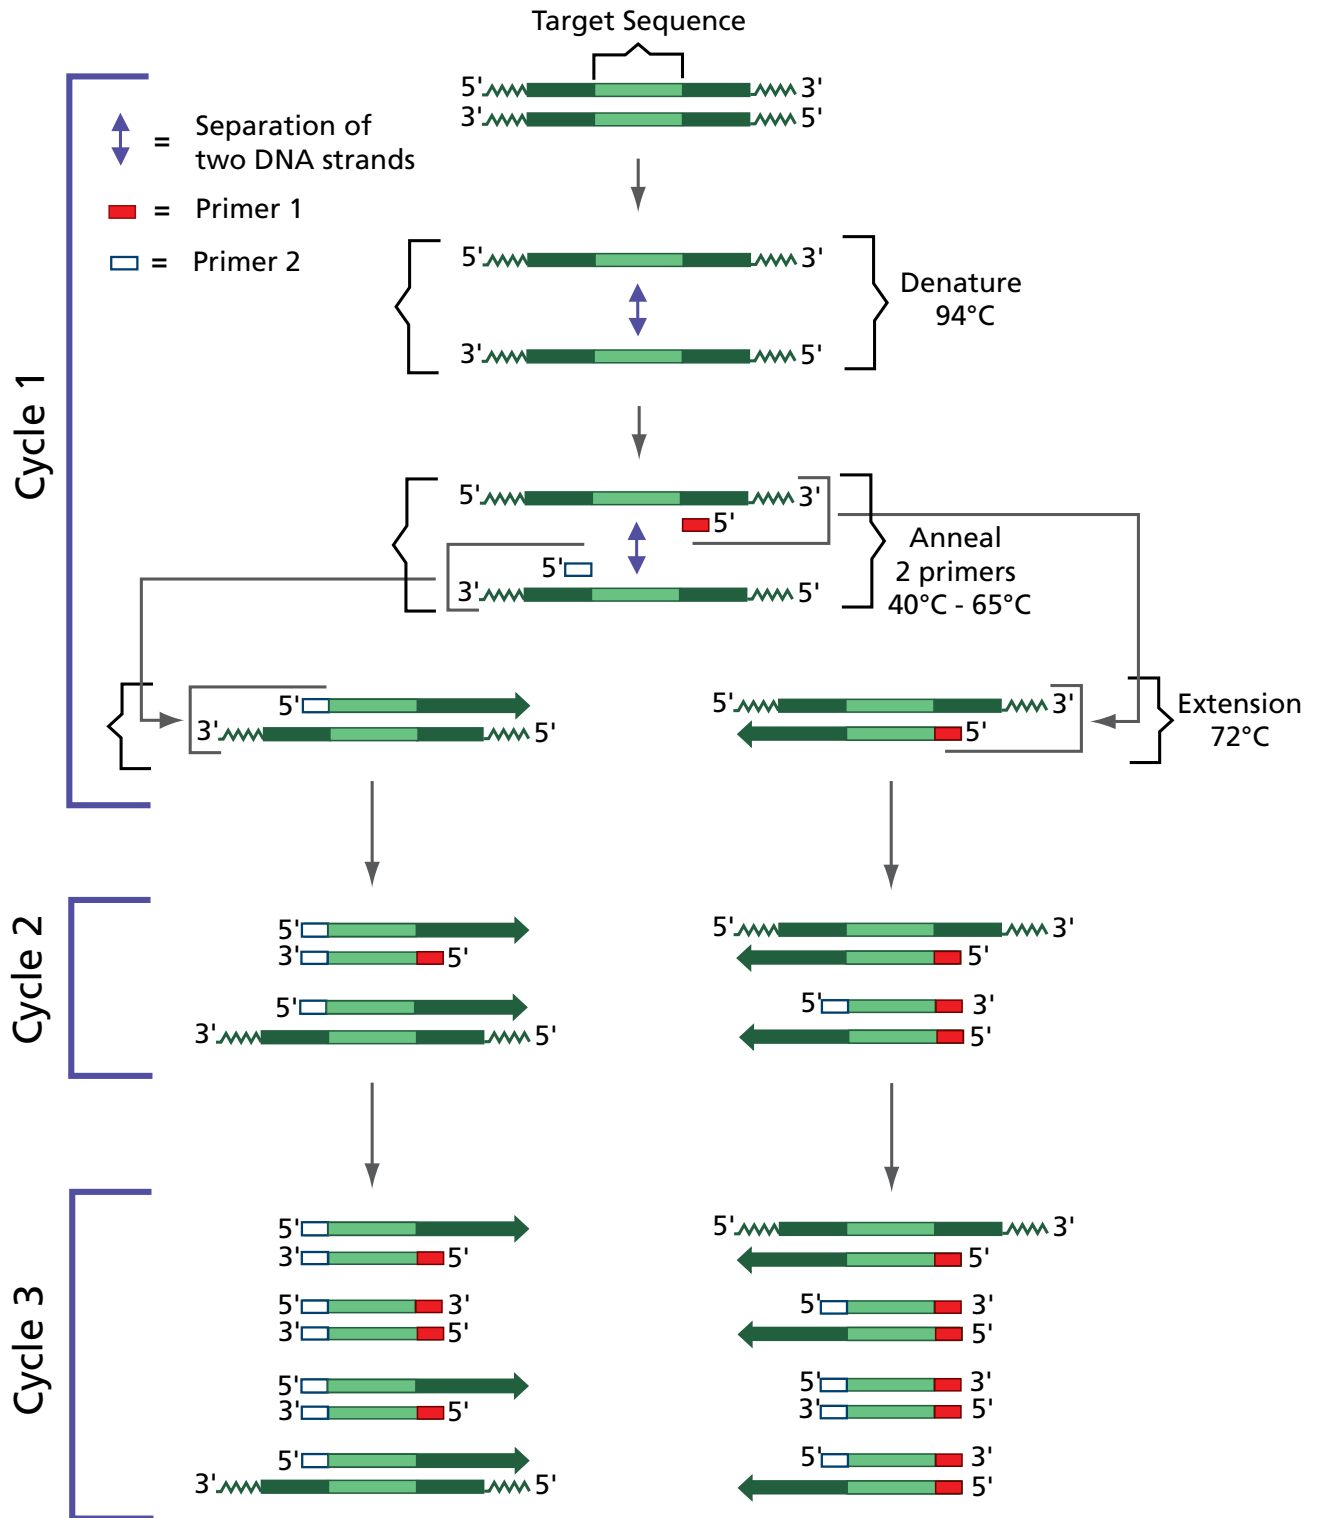 Target Sequence
5' 3'
3' 5'
= Separation of
two DNA strands
= Primer 1
= Primer 2
Cycle 1
5' 3'
3' 5'
Denature
94°C
5' 3'
5'
5'
3' 5'
Anneal
2 primers
40°C - 65°C
5'
3' 5'
5' 3'
5'
Extension
72°C
Cycle 2
5'
3' 5'
5'
3' 5'
5' 3'
5'
5' 3'
5'
Cycle 3
5'
3' 5'
5' 3'
3' 5'
5'
3' 5'
5'
3' 5'
5' 3'
5'
5' 3'
5'
5' 3'
3' 5'
5' 3'
5'